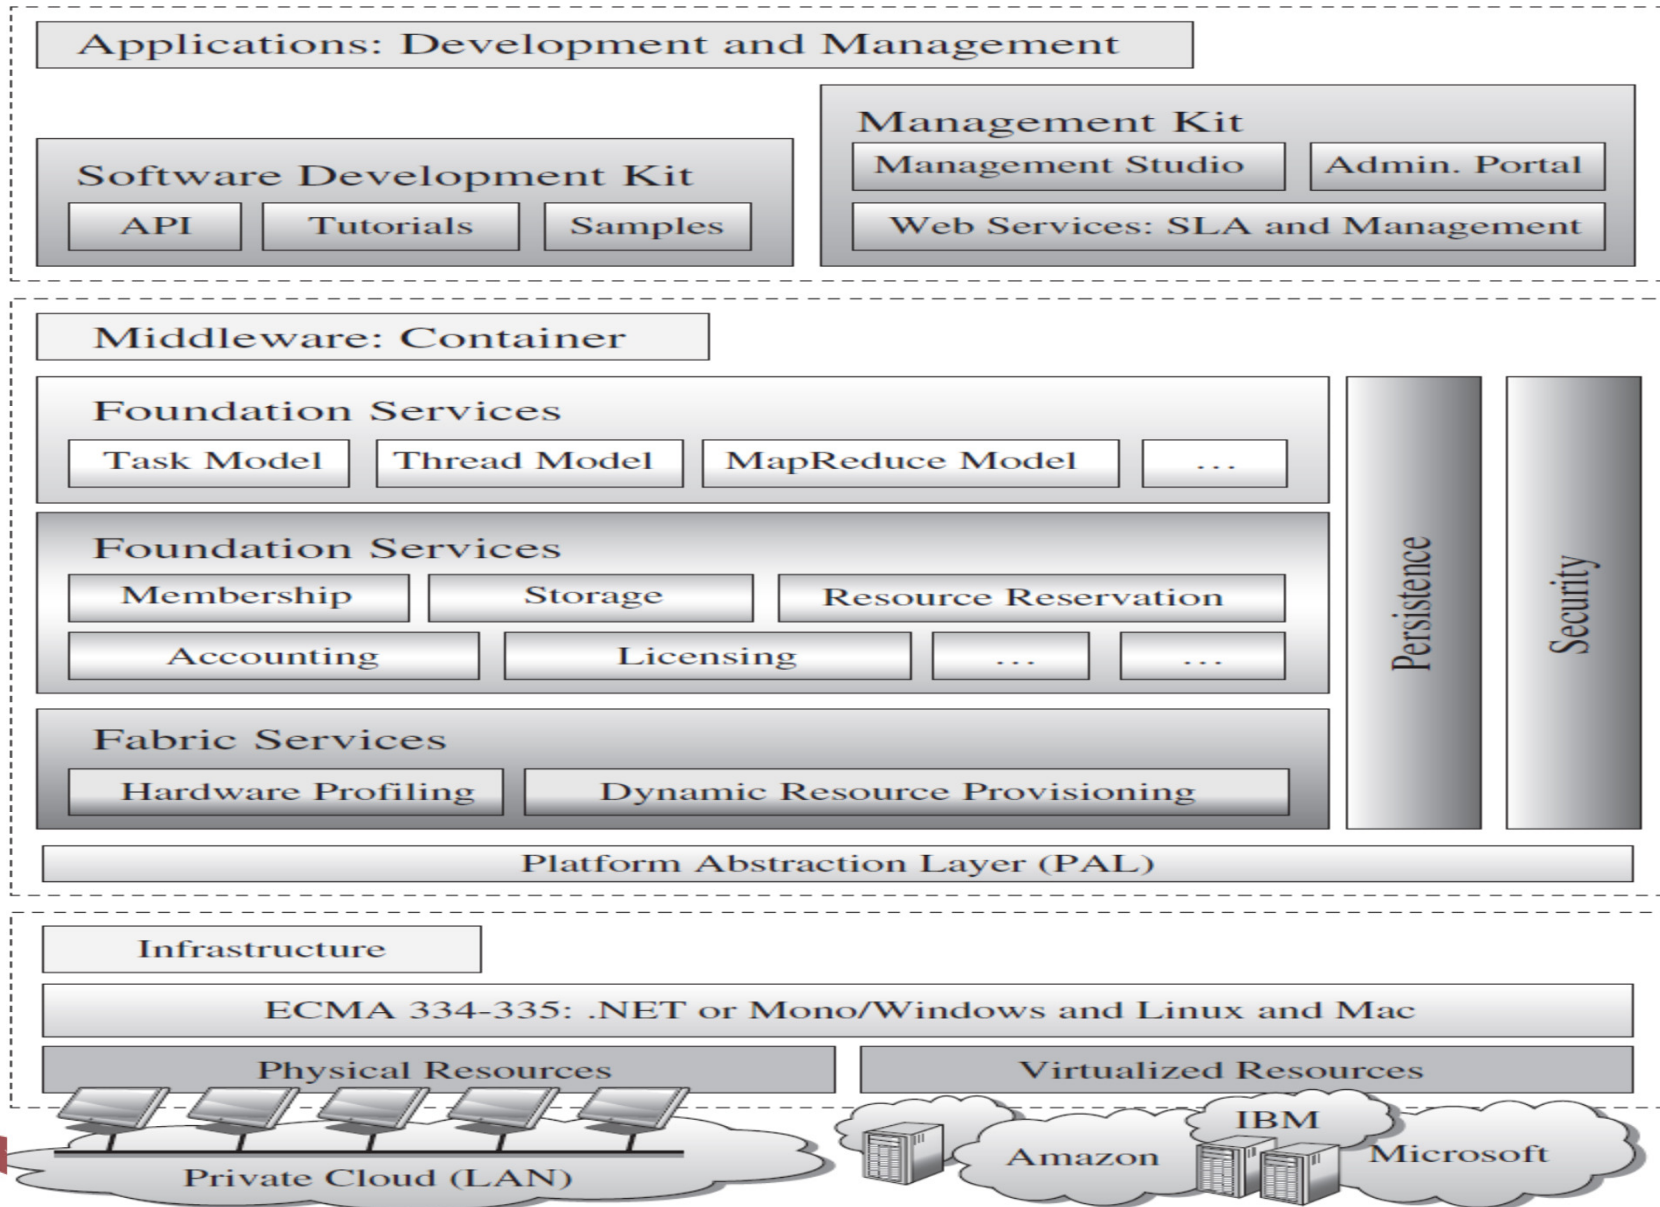 Applications: Development and Management
Software Development Kit
API
Tutorials
Samples
Management Kit
Management Studio
Admin. Portal
Web Services: SLA and Management
Middleware: Container
Foundation Services
Task Model
Thread Model
MapReduce Model
...
Foundation Services
Membership
Storage
Resource Reservation
Accounting
Licensing
...
...
Fabric Services
Hardware Profiling
Dynamic Resource Provisioning
Persistence
Security
Platform Abstraction Layer (PAL)
Infrastructure
ECMA 334-335: .NET or Mono/Windows and Linux and Mac
Physical Resources
Virtualized Resources
Private Cloud (LAN)
Amazon
IBM
Microsoft